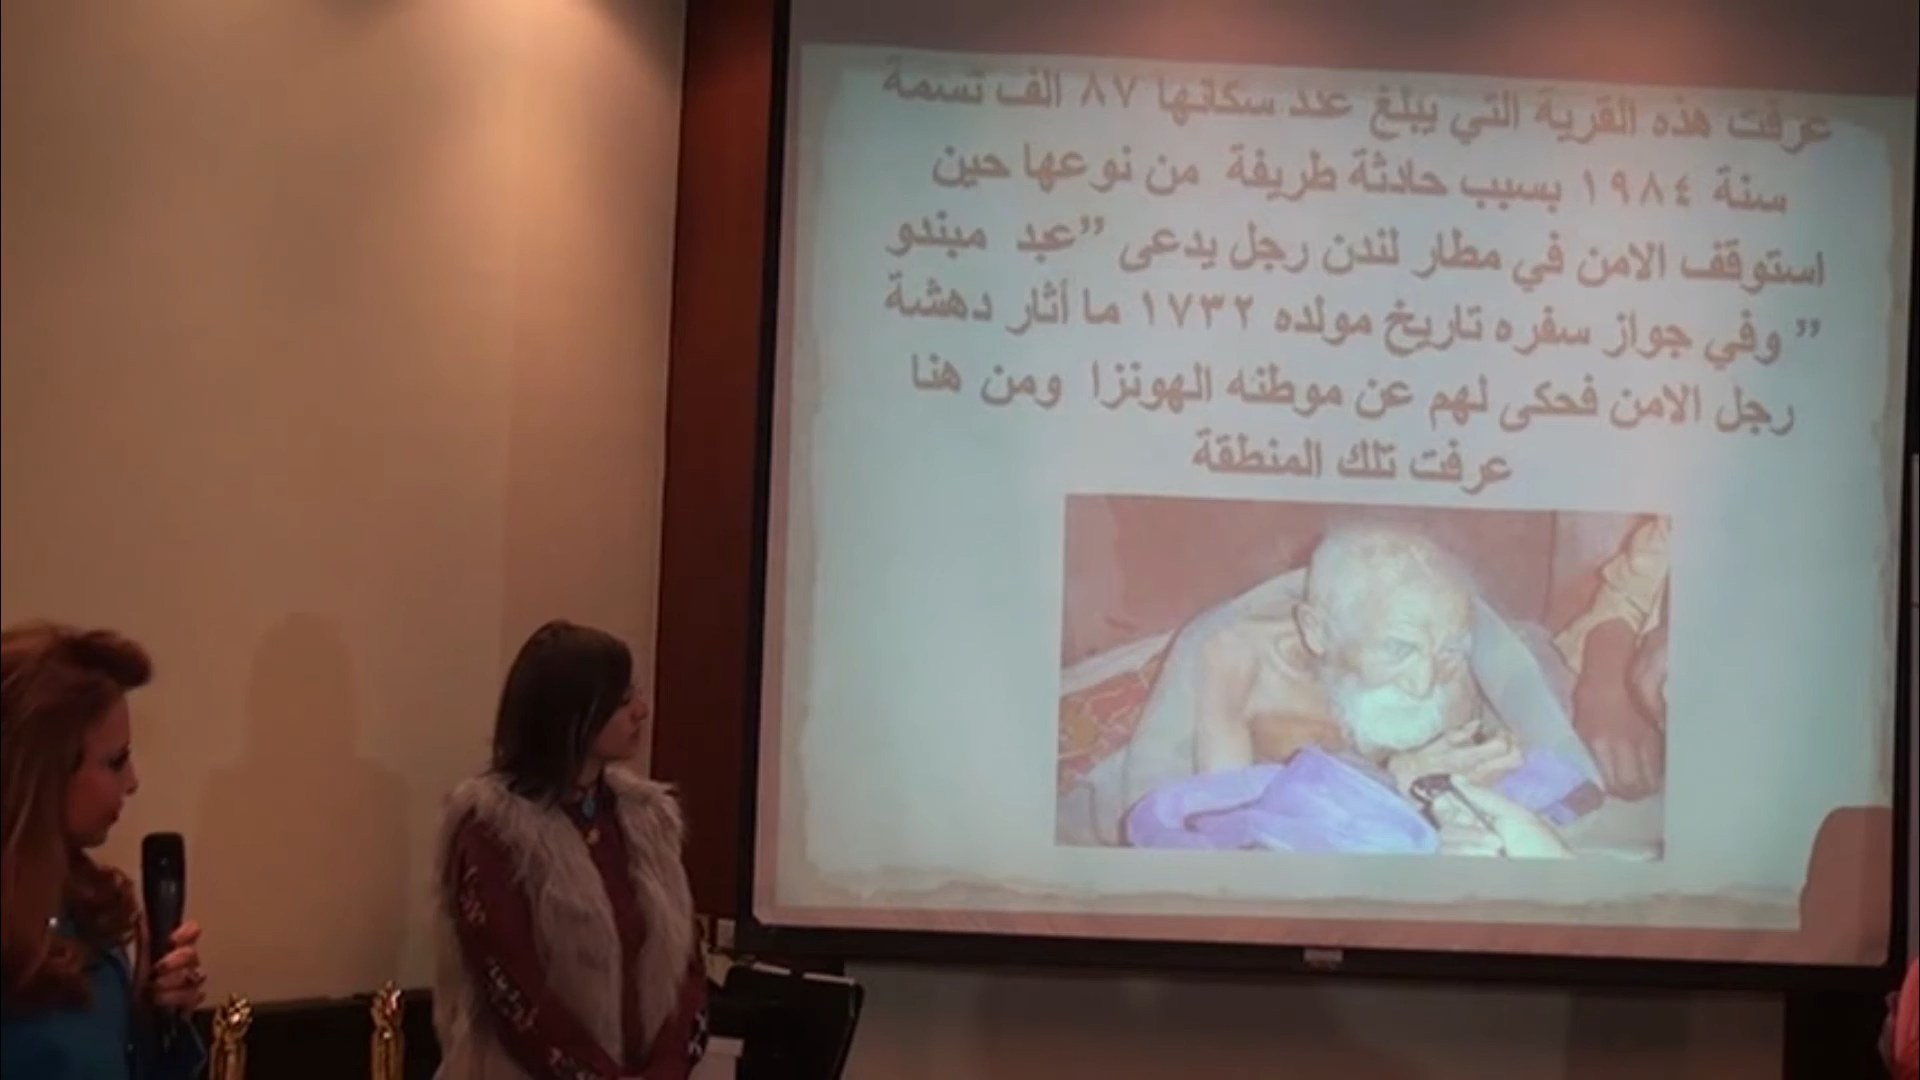 عرفت هذه القرية التي يبلغ عدد سكانها ٨٧ الف نسمة
سنة ١٩٨٤ بسبب حادثة طريفة من نوعها حين
استوقف الامن في مطار لندن رجل يدعى ”عبد مبندو
” وفي جواز سفره تاريخ مولده ١٧٣٢ ما أثار دهشة
رجل الامن فحكى لهم عن موطنه الهونزا ومن هنا
عرفت تلك المنطقة